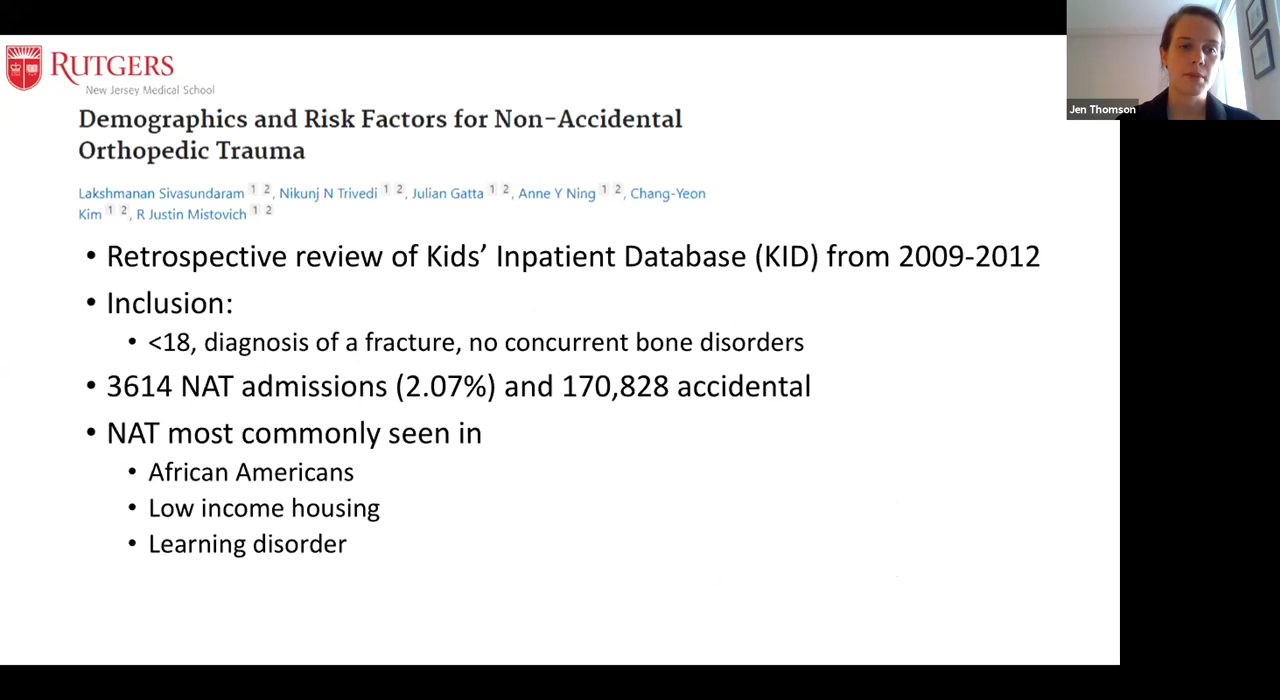 RUTGERS
New Jersey Medical School
Jen Thomson
Demographics and Risk Factors for Non-Accidental
Orthopedic Trauma
Lakshmanan Sivasundaram 1 2, Nikunj N Trivedi 1 2, Julian Gatta 1 2, Anne Y Ning 1 2, Chang-Yeon
Kim 1 2, R Justin Mistovich 1 2
• Retrospective review of Kids’ Inpatient Database (KID) from 2009-2012
• Inclusion:
• <18, diagnosis of a fracture, no concurrent bone disorders
• 3614 NAT admissions (2.07%) and 170,828 accidental
• NAT most commonly seen in
• African Americans
• Low income housing
• Learning disorder